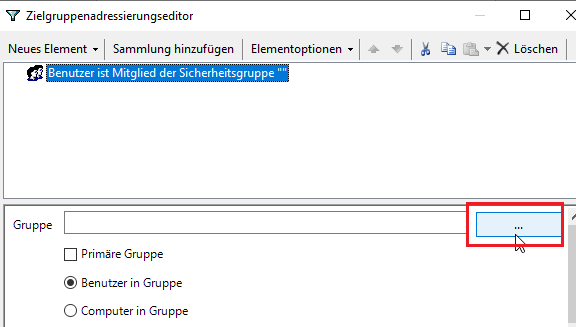 Zielgruppenadressierungseditor
Neues Element Sammlung hinzufügen Elementoptionen Löschen
Benutzer ist Mitglied der Sicherheitsgruppe ""
Gruppe ...
Primäre Gruppe
Benutzer in Gruppe
Computer in Gruppe